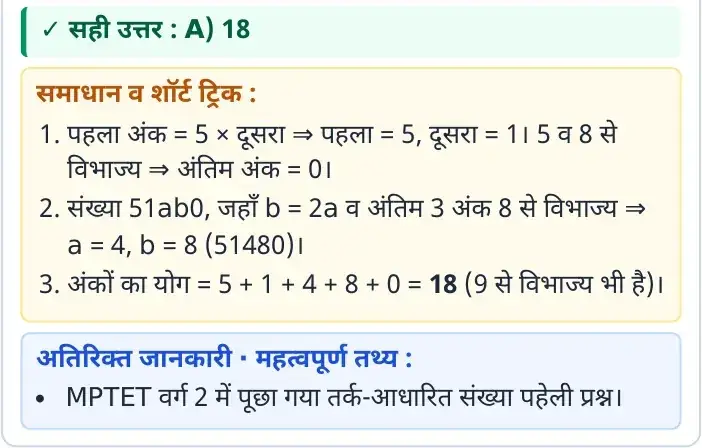 ✓ सही उत्तर : A) 18
समाधान व शॉर्ट ट्रिक :
1. पहला अंक = 5 × दूसरा ⇒ पहला = 5, दूसरा = 1। 5 व 8 से
विभाज्य ⇒ अंतिम अंक = 0।
2. संख्या 51ab0, जहाँ b = 2a व अंतिम 3 अंक 8 से विभाज्य ⇒
a = 4, b = 8 (51480)।
3. अंकों का योग = 5 + 1 + 4 + 8 + 0 = 18 (9 से विभाज्य भी है)।
अतिरिक्त जानकारी · महत्वपूर्ण तथ्य :
• MPTET वर्ग 2 में पूछा गया तर्क-आधारित संख्या पहेली प्रश्न।